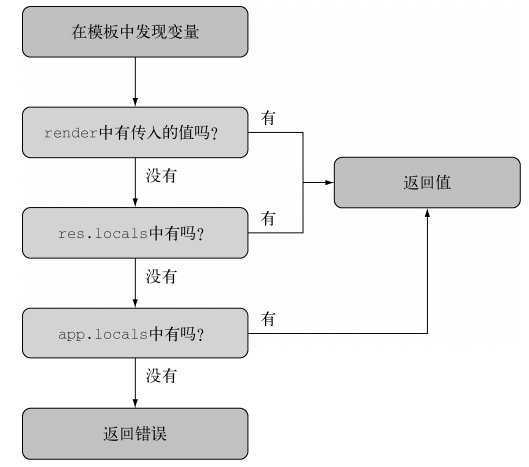 在模板中发现变量
render中有传入的值吗?
有
没有
返回值
res.locals中有吗?
有
没有
app.locals中有吗?
有
没有
返回错误